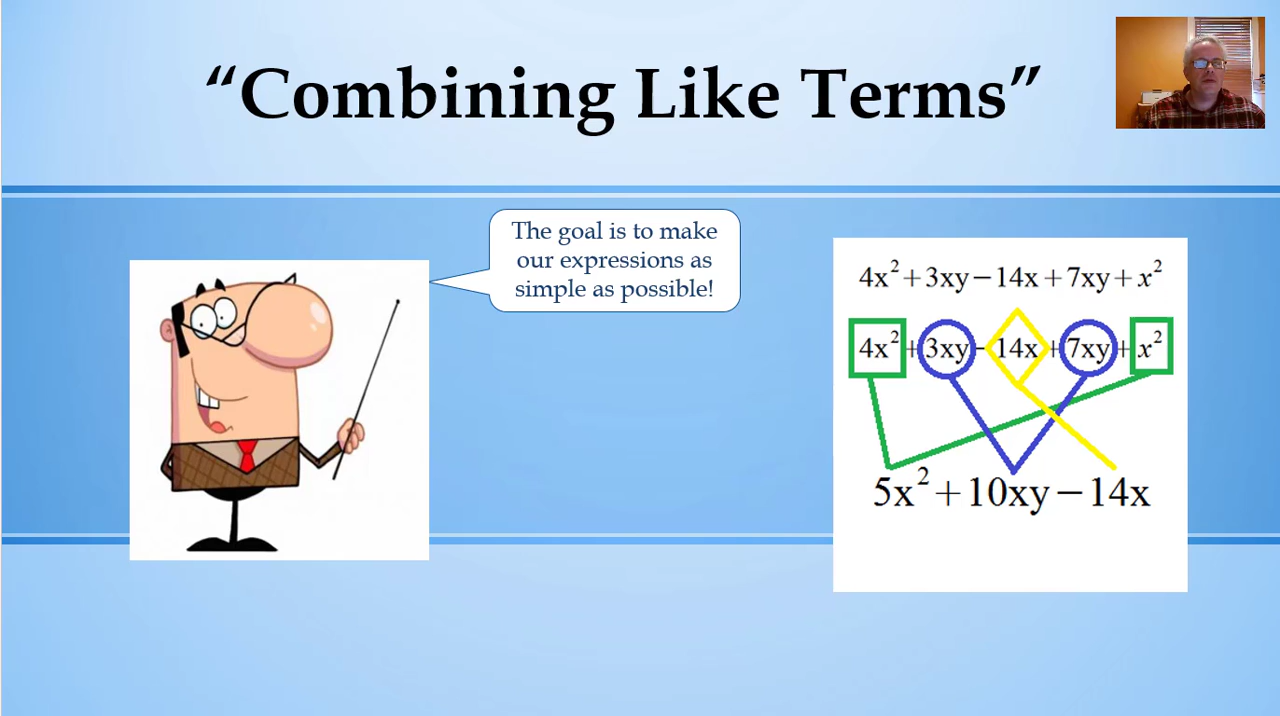 “Combining Like Terms”
The goal is to make
our expressions as
simple as possible!
4x²+3xy−14x+7xy+x²
4x²+3xy−14x+7xy+x²
5x²+10xy−14x